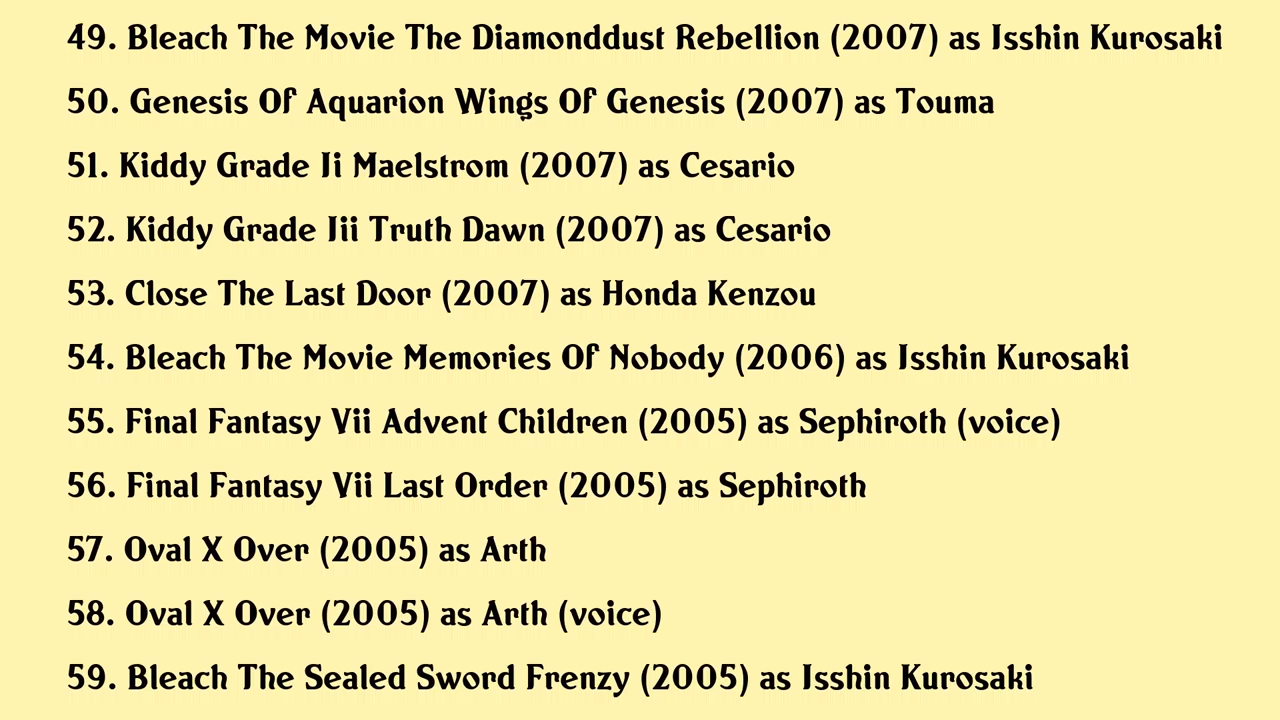 49. Bleach The Movie The Diamonddust Rebellion (2007) as Isshin Kurosaki
50. Genesis Of Aquarion Wings Of Genesis (2007) as Touma
51. Kiddy Grade Ii Maelstrom (2007) as Cesario
52. Kiddy Grade Iii Truth Dawn (2007) as Cesario
53. Close The Last Door (2007) as Honda Kenzou
54. Bleach The Movie Memories Of Nobody (2006) as Isshin Kurosaki
55. Final Fantasy Vii Advent Children (2005) as Sephiroth (voice)
56. Final Fantasy Vii Last Order (2005) as Sephiroth
57. Oval X Over (2005) as Arth
58. Oval X Over (2005) as Arth (voice)
59. Bleach The Sealed Sword Frenzy (2005) as Isshin Kurosaki